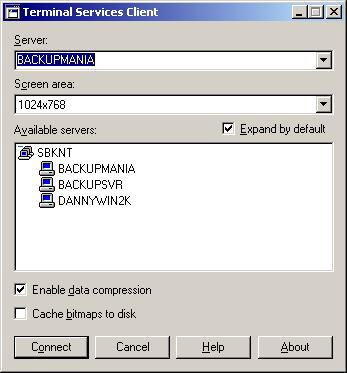 Terminal Services Client
Server:
BACKUPMANIA
Screen area:
1024x768
Available servers:
Expand by default
SBKNT
BACKUPMANIA
BACKUPSVR
DANNYWIN2K
Enable data compression
Cache bitmaps to disk
Connect Cancel Help About